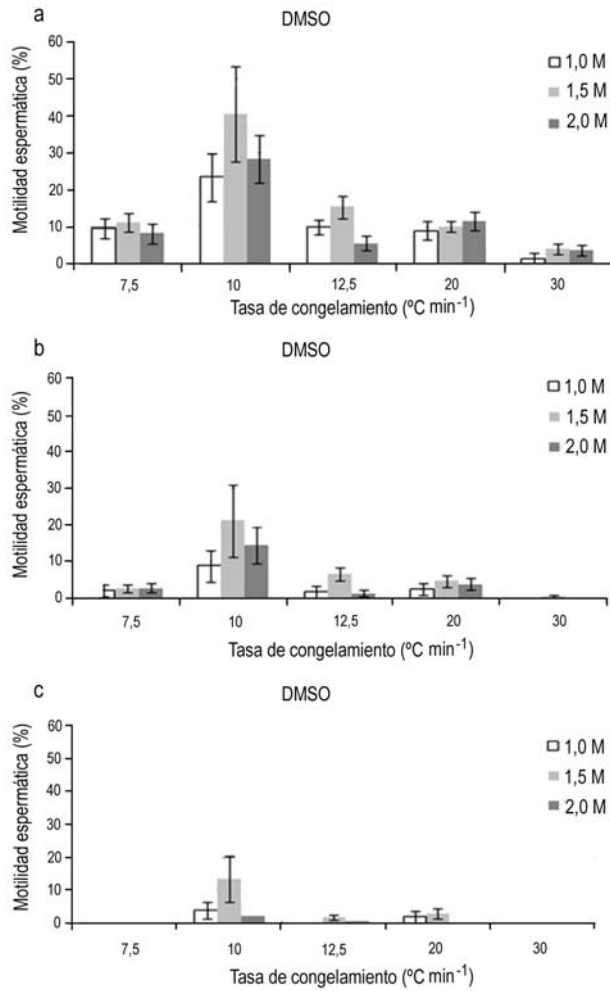 a
DMSO
Motilidad espermática (%)
60
50
40
30
20
10
0
1,0 M
1,5 M
2,0 M
7,5 10 12,5 20 30
Tasa de congelamiento (ºC min-1)
b
DMSO
Motilidad espermática (%)
60
50
40
30
20
10
0
1,0 M
1,5 M
2,0 M
7,5 10 12,5 20 30
Tasa de congelamiento (ºC min-1)
c
DMSO
Motilidad espermática (%)
60
50
40
30
20
10
0
1,0 M
1,5 M
2,0 M
7,5 10 12,5 20 30
Tasa de congelamiento (ºC min-1)